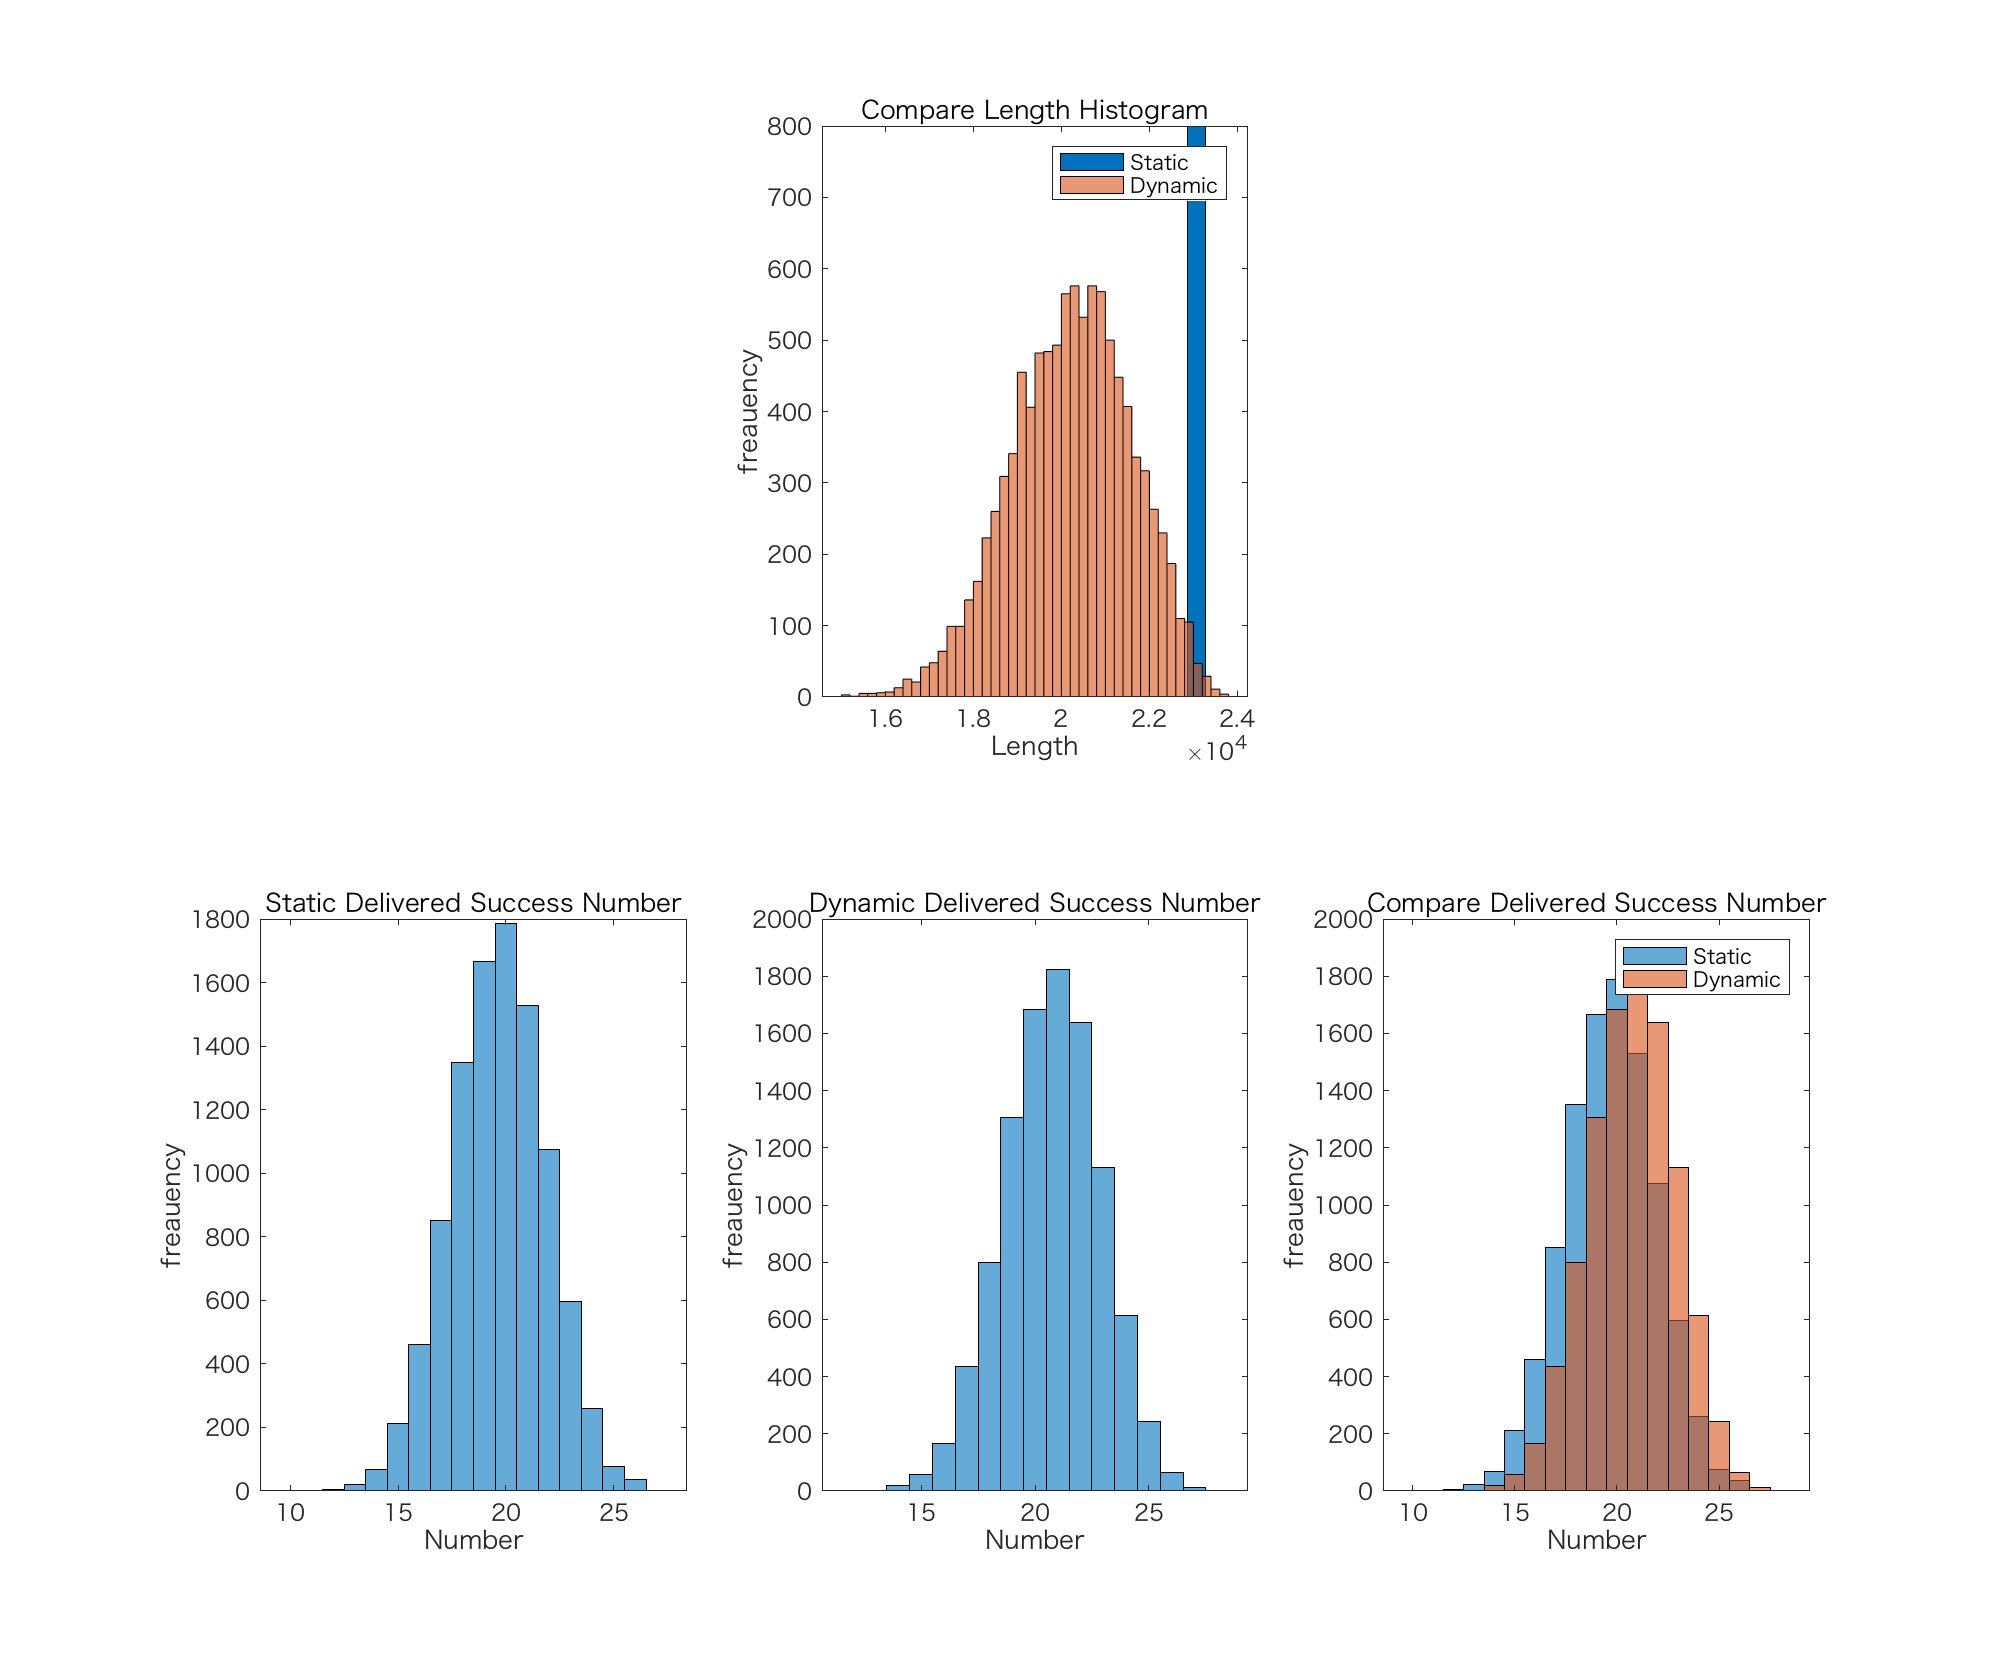 Compare Length Histogram
800
700
600
500
400
300
200
100
0
freauency
Static
Dynamic
1.6 1.8 2 2.2 2.4
Length
×10⁴
Static Delivered Success Number
1800
1600
1400
1200
1000
800
600
400
200
0
freauency
10 15 20 25
Number
Dynamic Delivered Success Number
2000
1800
1600
1400
1200
1000
800
600
400
200
0
freauency
15 20 25
Number
Compare Delivered Success Number
2000
1800
1600
1400
1200
1000
800
600
400
200
0
freauency
Static
Dynamic
10 15 20 25
Number